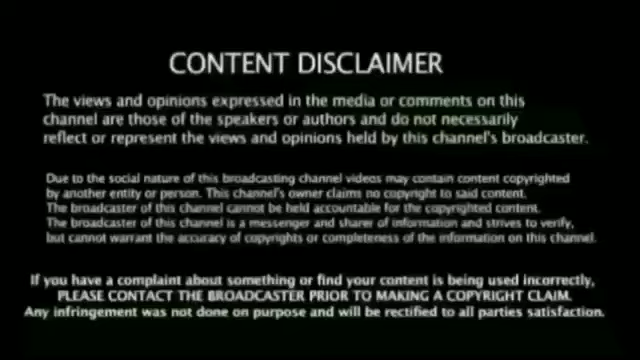 CONTENT DISCLAIMER
The views and opinions expressed in the media or comments on this
channel are those of the speakers or authors and do not necessarily
reflect or represent the views and opinions held by this channel's broadcaster.
Due to the social nature of this broadcasting channel videos may contain content copyrighted
by another entity or person. This channel's owner claims no copyright to said content.
The broadcaster of this channel cannot be held accountable for the copyrighted content.
The broadcaster of this channel is a messenger and sharer of information and strives to verify,
but cannot warrant the accuracy of copyrights or completeness of the information on this channel.
If you have a complaint about something or find your content is being used incorrectly,
PLEASE CONTACT THE BROADCASTER PRIOR TO MAKING A COPYRIGHT CLAIM.
Any infringement was not done on purpose and will be rectified to all parties satisfaction.